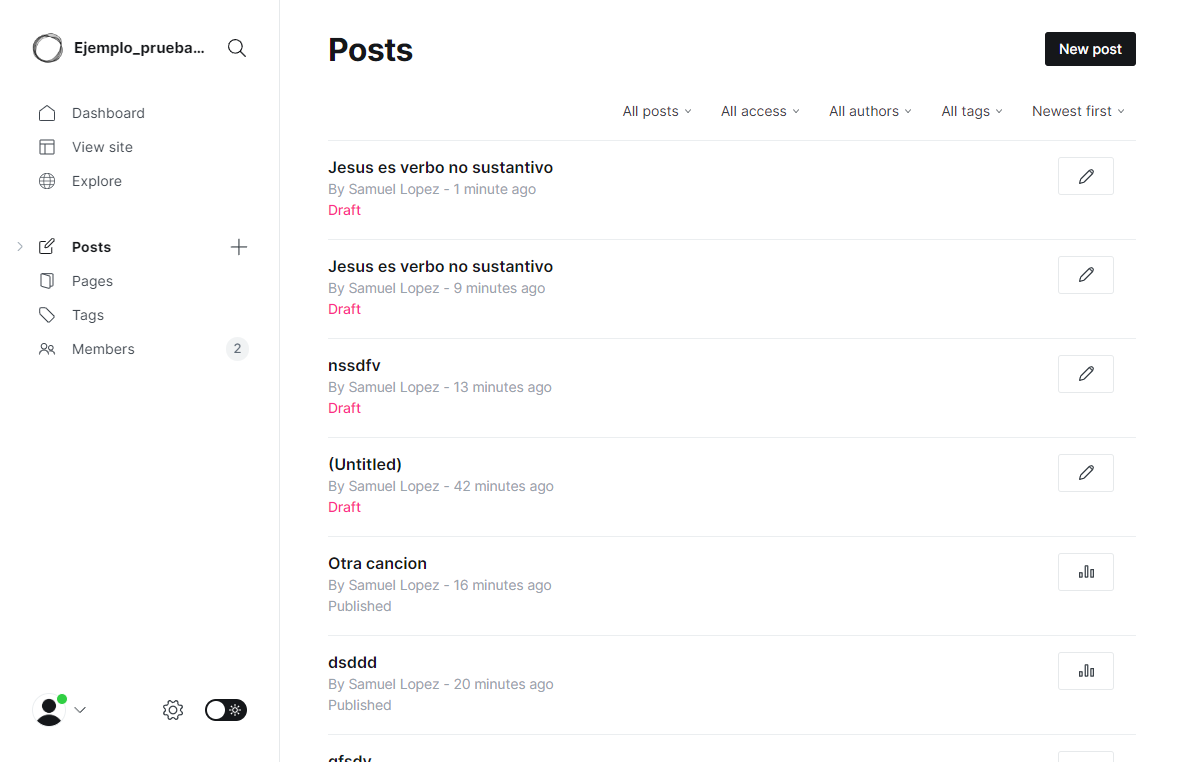 Ejemplo_prueba...
Dashboard
View site
Explore
Posts
Pages
Tags
Members 2
Posts
New post
All posts All access All authors All tags Newest first
Jesus es verbo no sustantivo
By Samuel Lopez - 1 minute ago
Draft
Jesus es verbo no sustantivo
By Samuel Lopez - 9 minutes ago
Draft
nssdfv
By Samuel Lopez - 13 minutes ago
Draft
(Untitled)
By Samuel Lopez - 42 minutes ago
Draft
Otra cancion
By Samuel Lopez - 16 minutes ago
Published
dsddd
By Samuel Lopez - 20 minutes ago
Published